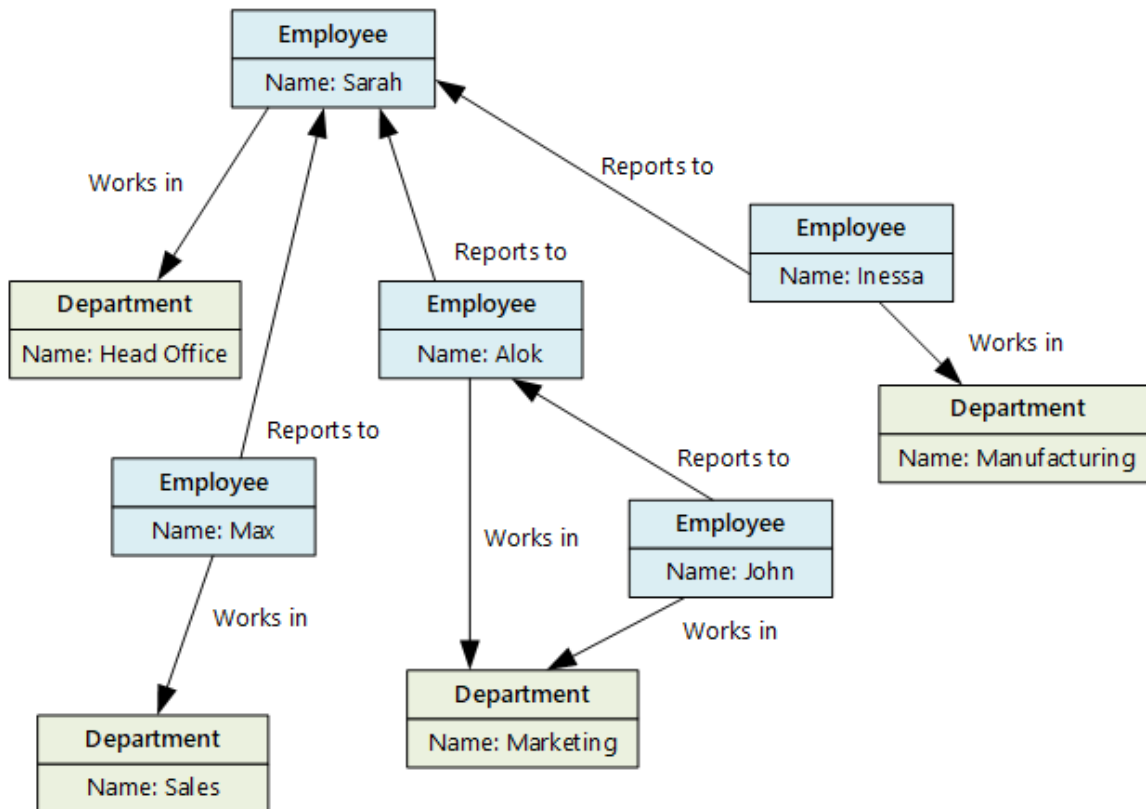 Employee
Name: Sarah
Works in
Reports to
Employee
Name: Inessa
Reports to
Department
Name: Head Office
Employee
Name: Alok
Works in
Department
Name: Manufacturing
Reports to
Employee
Name: Max
Reports to
Employee
Name: John
Works in
Works in
Works in
Department
Name: Marketing
Department
Name: Sales